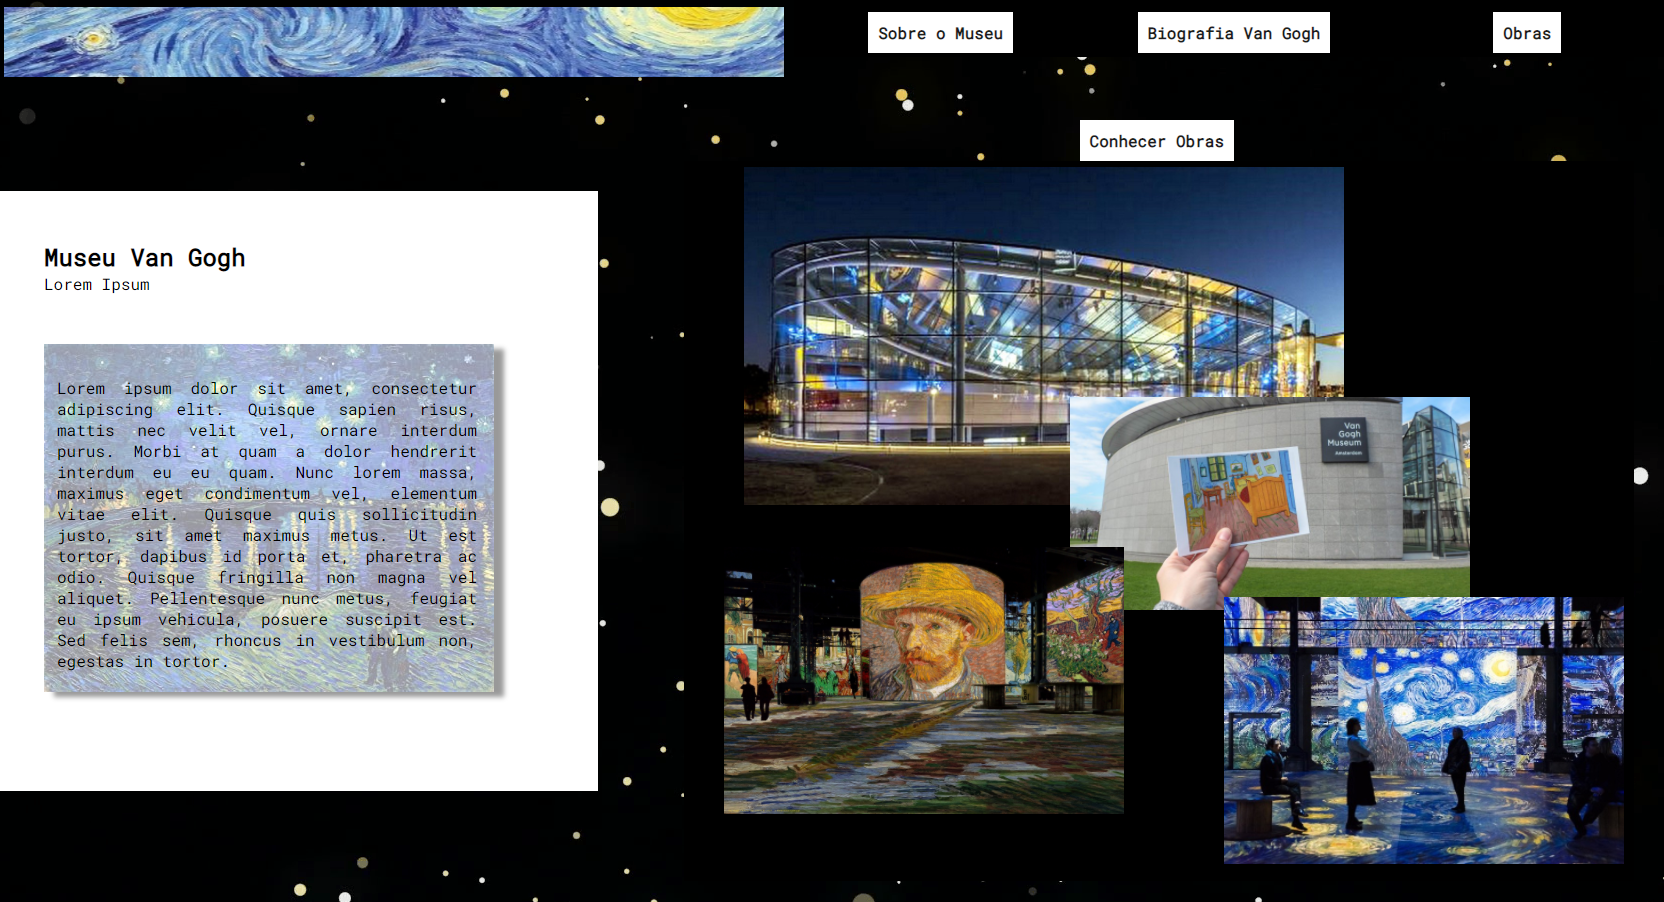 Sobre o Museu
Biografia Van Gogh
Obras
Conhecer Obras
Museu Van Gogh
Lorem Ipsum
Lorem ipsum dolor sit amet, consectetur
adipiscing elit. Quisque sapien risus,
mattis nec velit vel, ornare interdum
purus. Morbi at quam a dolor hendrerit
interdum eu eu quam. Nunc lorem massa,
maximus eget condimentum vel, elementum
vitae elit. Quisque quis sollicitudin
justo, sit amet maximus metus. Ut est
tortor, dapibus id porta et, pharetra ac
odio. Quisque fringilla non magna vel
aliquet. Pellentesque nunc metus, feugiat
eu ipsum vehicula, posuere suscipit est.
Sed felis sem, rhoncus in vestibulum non,
egestas in tortor.
Van
Gogh
Museum
Amsterdam